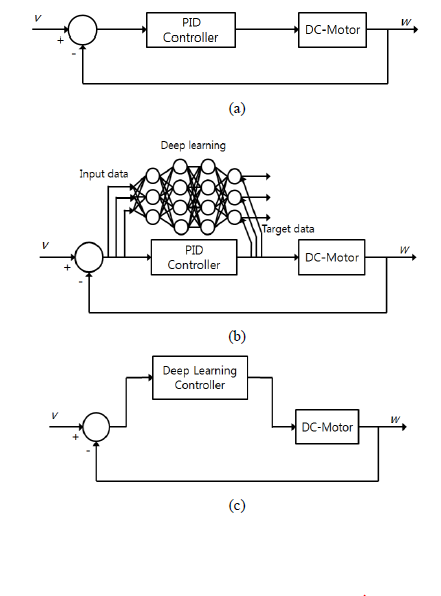 V
+
-
PID
Controller
DC-Motor
W
(a)
Deep learning
Input data
Target data
V
+
-
PID
Controller
DC-Motor
W
(b)
Deep Learning
Controller
V
+
-
DC-Motor
W
(c)